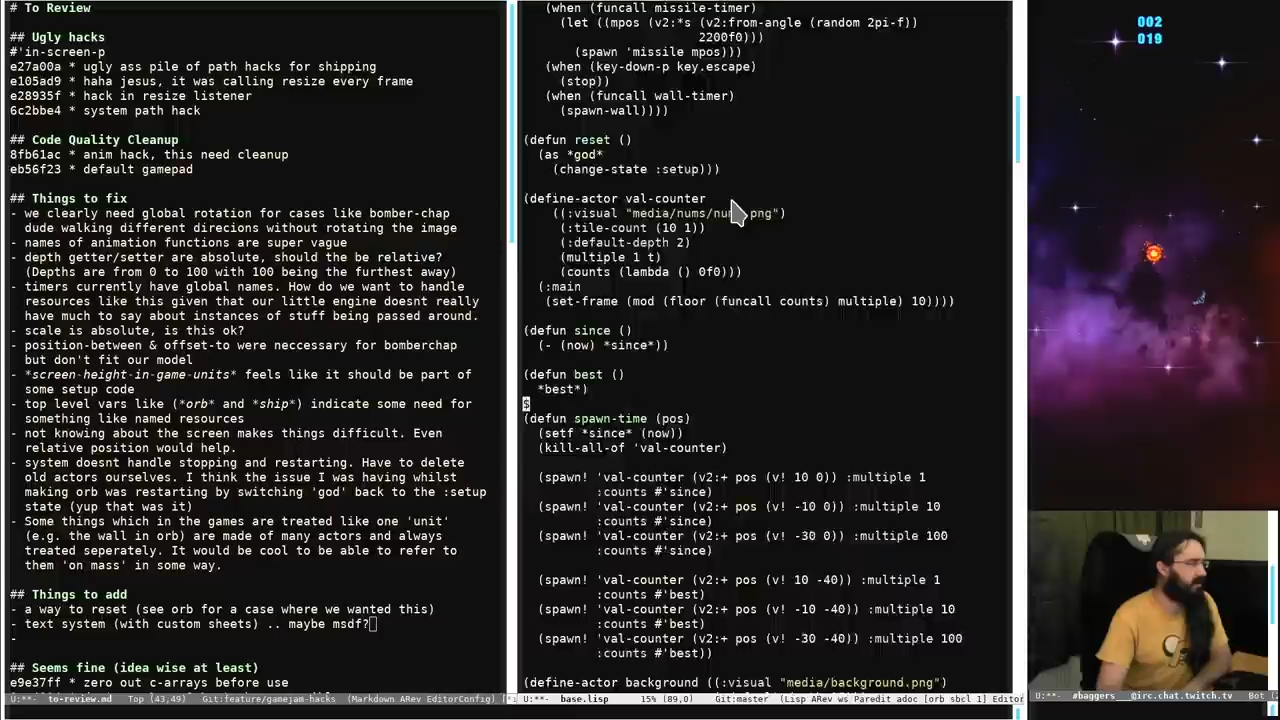 # To Review
## Ugly hacks
#'in-screen-p
e27a00a * ugly ass pile of path hacks for shipping
e105ad9 * haha jesus, it was calling resize every frame
e28935f * hack in resize listener
6c2bbe4 * system path hack
## Code Quality Cleanup
8fb61ac * anim hack, this need cleanup
eb56f23 * default gamepad
## Things to fix
- we clearly need global rotation for cases like bomber-chap
does walking different direcions without rotating the image
- names of animation functions are super vague
- depth getter/setter are absolute, should the be relative?
(Depths are from 0 to 100 with 100 being the furthest away)
- timers currently have global names. How do we want to handle
resources like this given that our little engine doesnt really
have much to say about instances of stuff being passed around.
- scale is absolute, is this ok?
- position-between & offset-to were neccessary for bomberchap
but don't fit our model
- *screen-height-in-game-units* feels like it should be part of
some setup code
- top level vars like (*orb* and *ship*) indicate some need for
something like named resources
- not knowing about the screen makes things difficult. Even
relative position would help.
- system doesnt handle stopping and restarting. Have to delete
old actors ourselves. I think the issue I was having whilst
making orb was restarting by switching 'god' back to the :setup
state (yup that was it)
- Some things which in the games are treated like one 'unit'
(e.g. the wall in orb) are made of many actors and always
treated seperately. It would be cool to be able to refer to
them 'on mass' in some way.
## Things to add
- a way to reset (see orb for a case where we wanted this)
- text system (with custom sheets) .. maybe msdf?
-
## Seems fine (idea wise at least)
e9e37ff * zero out c-arrays before use
U:**- to-review.md Top (43,49) Git:feature/gamejam-
(Markdown ARev EditorConfig)
(when (funcall missile-timer)
(let ((mpos (v2:*s (v2:from-angle (random 2pi-f))
2200f0)))
(spawn 'missile mpos)))
(when (key-down-p key.escape)
(stop))
(when (funcall wall-timer)
(spawn-wall))))
(defun reset ()
(as *god*
(change-state :setup)))
(define-actor val-counter
((:visual "media/nums/nu
.png")
(:tile-count (10 1))
(:default-depth 2)
(multiple 1 t)
(counts (lambda () 0f0)))
(:main
(set-frame (mod (floor (funcall counts) multiple) 10))))
(defun since ()
(- (now) *since*))
(defun best ()
*best*)
$
(defun spawn-time (pos)
(setf *since* (now))
(kill-all-of 'val-counter)
(spawn! 'val-counter (v2:+ pos (v! 10 0)) :multiple 1
:counts #'since)
(spawn! 'val-counter (v2:+ pos (v! -10 0)) :multiple 10
:counts #'since)
(spawn! 'val-counter (v2:+ pos (v! -30 0)) :multiple 100
:counts #'since)
(spawn! 'val-counter (v2:+ pos (v! 10 -40)) :multiple 1
:counts #'best)
(spawn! 'val-counter (v2:+ pos (v! -10 -40)) :multiple 10
:counts #'best)
(spawn! 'val-counter (v2:+ pos (v! -30 -40)) :multiple 100
:counts #'best))
(define-actor background ((:visual "media/background.png")
U:**- base.lisp 15% (89,0) Git:master (Lisp ARev ws Paredit adoc [orb sbcl 1] Editor
002
019
U:**- #baggers_@irc.chat.twitch.tv Bot (